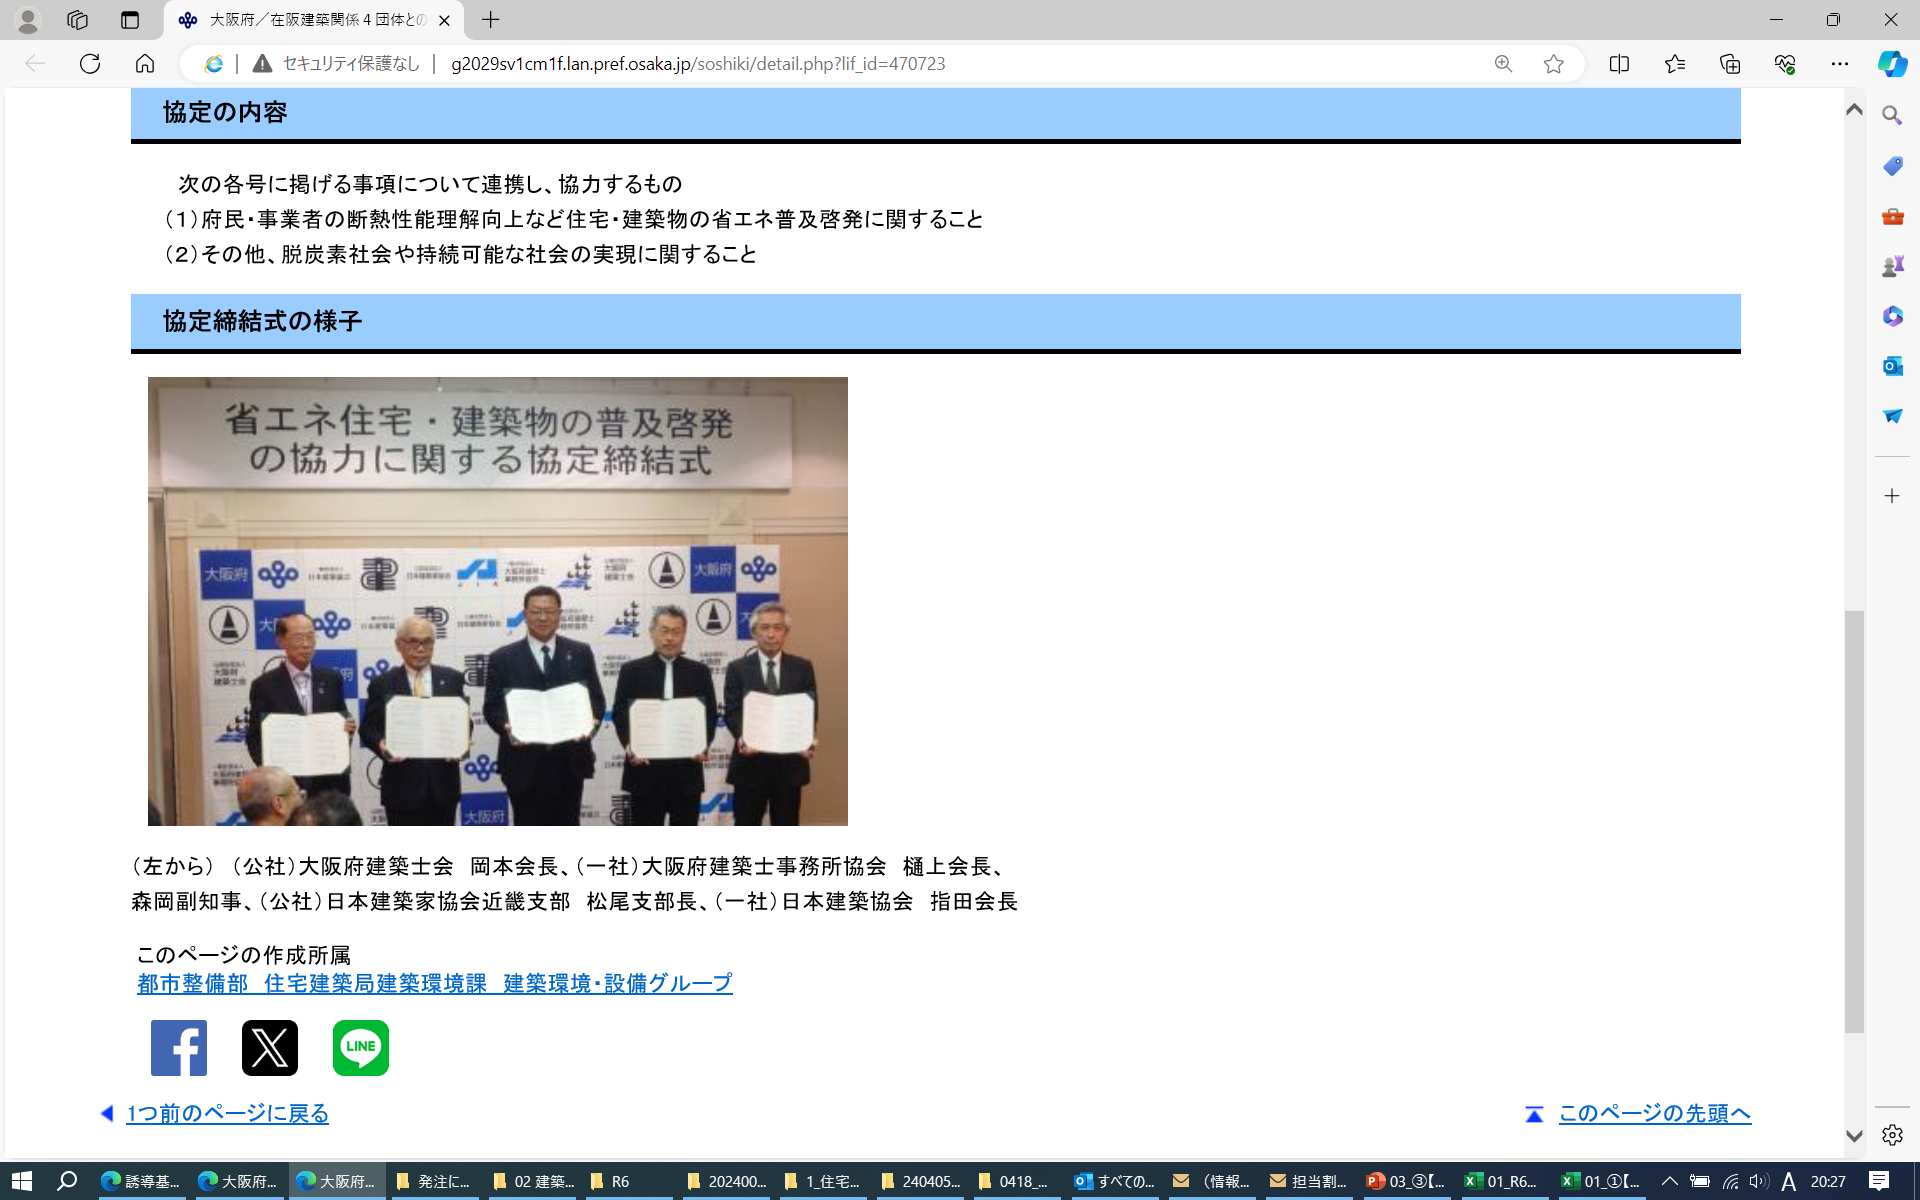 大阪府／在阪建築関係４団体との
セキュリティ保護なし
g2029sv1cm1f.lan.pref.osaka.jp/soshiki/detail.php?lif_id=470723
協定の内容
次の各号に掲げる事項について連携し、協力するもの
（１）府民・事業者の断熱性能理解向上など住宅・建築物の省エネ普及啓発に関すること
（２）その他、脱炭素社会や持続可能な社会の実現に関すること
協定締結式の様子
省エネ住宅・建築物の普及啓発
の協力に関する協定締結式
大阪府
大阪府
大阪府
（左から）　（公社）大阪府建築士会　岡本会長、（一社）大阪府建築士事務所協会　樋上会長、
森岡副知事、（公社）日本建築家協会近畿支部　松尾支部長、（一社）日本建築協会　指田会長
このページの作成所属
都市整備部　住宅建築局建築環境課　建築環境・設備グループ
LINE
1つ前のページに戻る
このページの先頭へ
誘導基...
大阪府...
大阪府...
発注に...
02 建築...
R6
202400...
1_住宅...
240405...
0418_...
すべての...
（情報...
担当割...
03_③【...
01_R6...
01_①【...
A
20:27